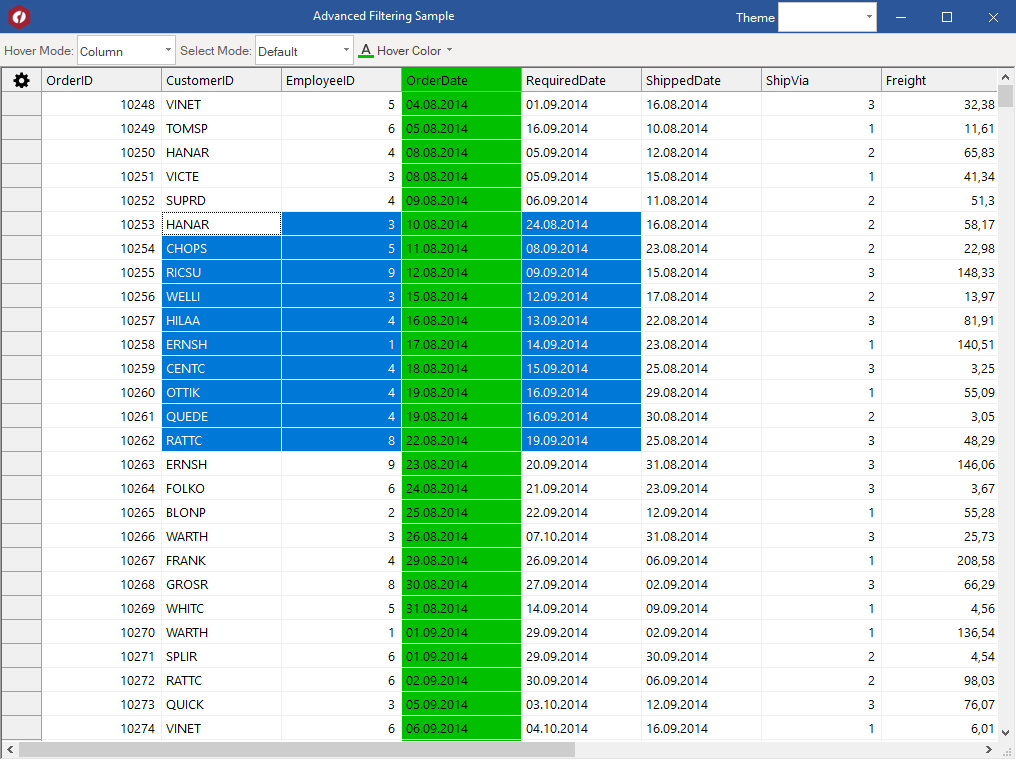 Advanced Filtering Sample Theme
Hover Mode: Column Select Mode: Default A Hover Color
OrderID CustomerID EmployeeID OrderDate RequiredDate ShippedDate ShipVia Freight
10248 VINET 5 04.08.2014 01.09.2014 16.08.2014 3 32,38
10249 TOMSP 6 05.08.2014 16.09.2014 10.08.2014 1 11,61
10250 HANAR 4 08.08.2014 05.09.2014 12.08.2014 2 65,83
10251 VICTE 3 08.08.2014 05.09.2014 15.08.2014 1 41,34
10252 SUPRD 4 09.08.2014 06.09.2014 11.08.2014 2 51,3
10253 HANAR 3 10.08.2014 24.08.2014 16.08.2014 2 58,17
10254 CHOPS 5 11.08.2014 08.09.2014 23.08.2014 2 22,98
10255 RICSU 9 12.08.2014 09.09.2014 15.08.2014 3 148,33
10256 WELLI 3 15.08.2014 12.09.2014 17.08.2014 2 13,97
10257 HILAA 4 16.08.2014 13.09.2014 22.08.2014 3 81,91
10258 ERNSH 1 17.08.2014 14.09.2014 23.08.2014 1 140,51
10259 CENTC 4 18.08.2014 15.09.2014 25.08.2014 3 3,25
10260 OTTIK 4 19.08.2014 16.09.2014 29.08.2014 1 55,09
10261 QUEDE 4 19.08.2014 16.09.2014 30.08.2014 2 3,05
10262 RATTC 8 22.08.2014 19.09.2014 25.08.2014 3 48,29
10263 ERNSH 9 23.08.2014 20.09.2014 31.08.2014 3 146,06
10264 FOLKO 6 24.08.2014 21.09.2014 23.09.2014 3 3,67
10265 BLONP 2 25.08.2014 22.09.2014 12.09.2014 1 55,28
10266 WARTH 3 26.08.2014 07.10.2014 31.08.2014 3 25,73
10267 FRANK 4 29.08.2014 26.09.2014 06.09.2014 1 208,58
10268 GROSR 8 30.08.2014 27.09.2014 02.09.2014 3 66,29
10269 WHITC 5 31.08.2014 14.09.2014 09.09.2014 1 4,56
10270 WARTH 1 01.09.2014 29.09.2014 02.09.2014 1 136,54
10271 SPLIR 6 01.09.2014 29.09.2014 30.09.2014 2 4,54
10272 RATTC 6 02.09.2014 30.09.2014 06.09.2014 2 98,03
10273 QUICK 3 05.09.2014 03.10.2014 12.09.2014 3 76,07
10274 VINET 6 06.09.2014 04.10.2014 16.09.2014 1 6,01